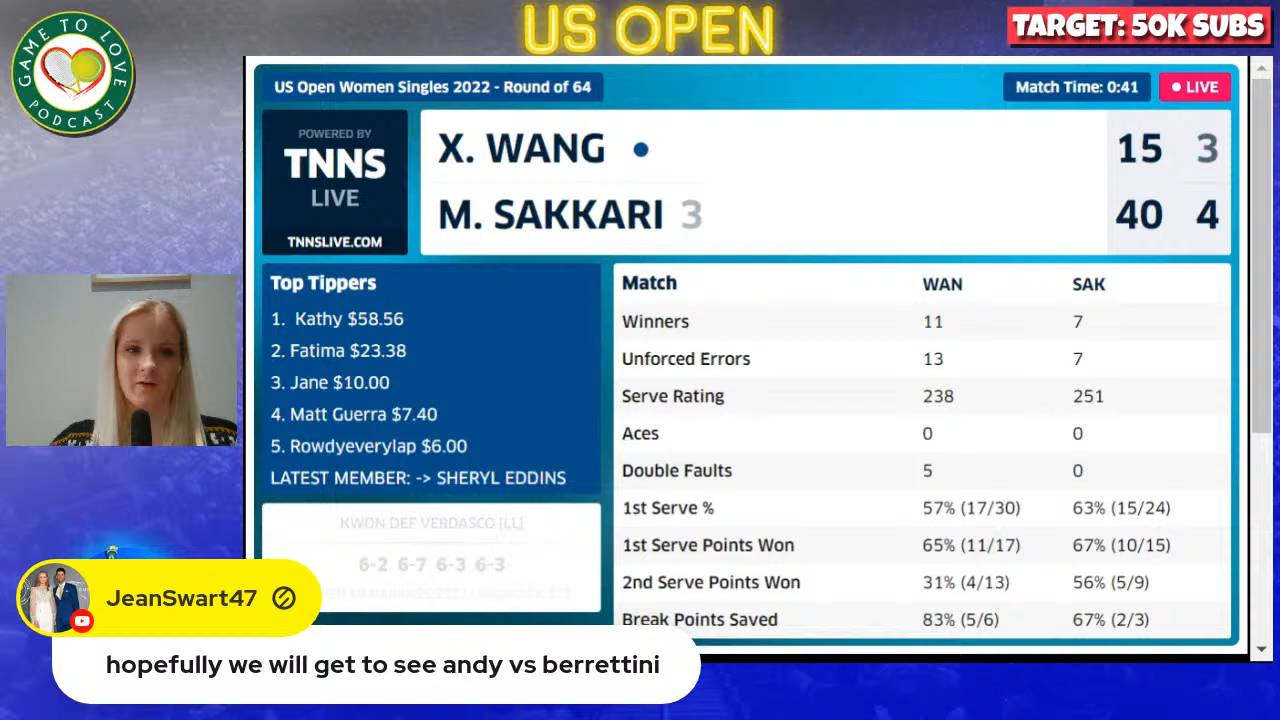 GAME TO LOVE
PODCAST
US OPEN
TARGET: 50K SUBS
US Open Women Singles 2022 - Round of 64
Match Time: 0:41
LIVE
POWERED BY
TNNS
LIVE
TNNSLIVE.COM
X. WANG 15 3
M. SAKKARI 3 40 4
Top Tippers
1. Kathy $58.56
2. Fatima $23.38
3. Jane $10.00
4. Matt Guerra $7.40
5. Rowdyeverylap $6.00
LATEST MEMBER: -> SHERYL EDDINS
KWON DEF VERDASCO [LL]
6-2 6-7 6-3 6-3
Match WAN SAK
Winners 11 7
Unforced Errors 13 7
Serve Rating 238 251
Aces 0 0
Double Faults 5 0
1st Serve % 57% (17/30) 63% (15/24)
1st Serve Points Won 65% (11/17) 67% (10/15)
2nd Serve Points Won 31% (4/13) 56% (5/9)
Break Points Saved 83% (5/6) 67% (2/3)
JeanSwart47
hopefully we will get to see andy vs berrettini